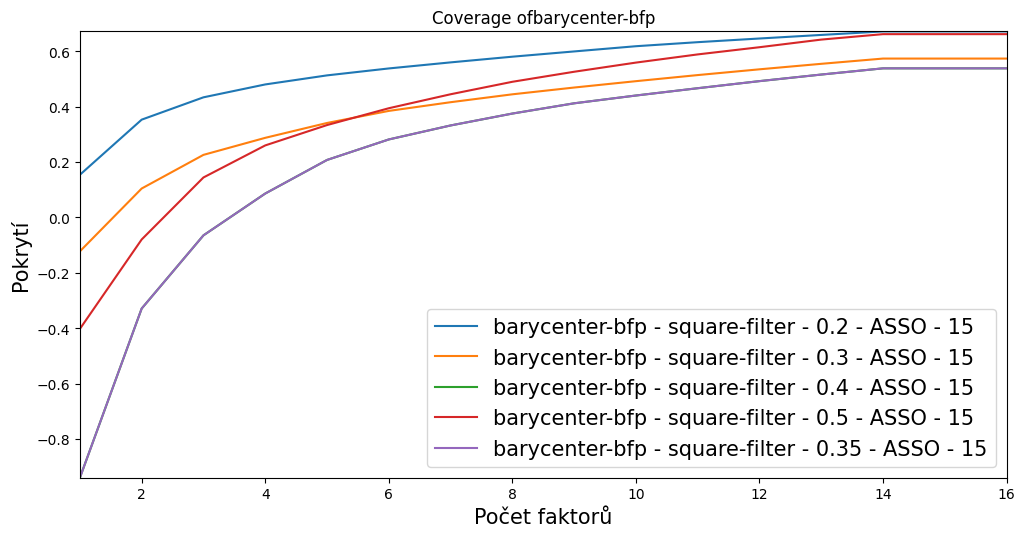 Coverage ofbarycenter-bfp
0.6
0.4
0.2
0.0
−0.2
−0.4
−0.6
−0.8
Pokrytí
barycenter-bfp - square-filter - 0.2 - ASSO - 15
barycenter-bfp - square-filter - 0.3 - ASSO - 15
barycenter-bfp - square-filter - 0.4 - ASSO - 15
barycenter-bfp - square-filter - 0.5 - ASSO - 15
barycenter-bfp - square-filter - 0.35 - ASSO - 15
2 4 6 8 10 12 14 16
Počet faktorů